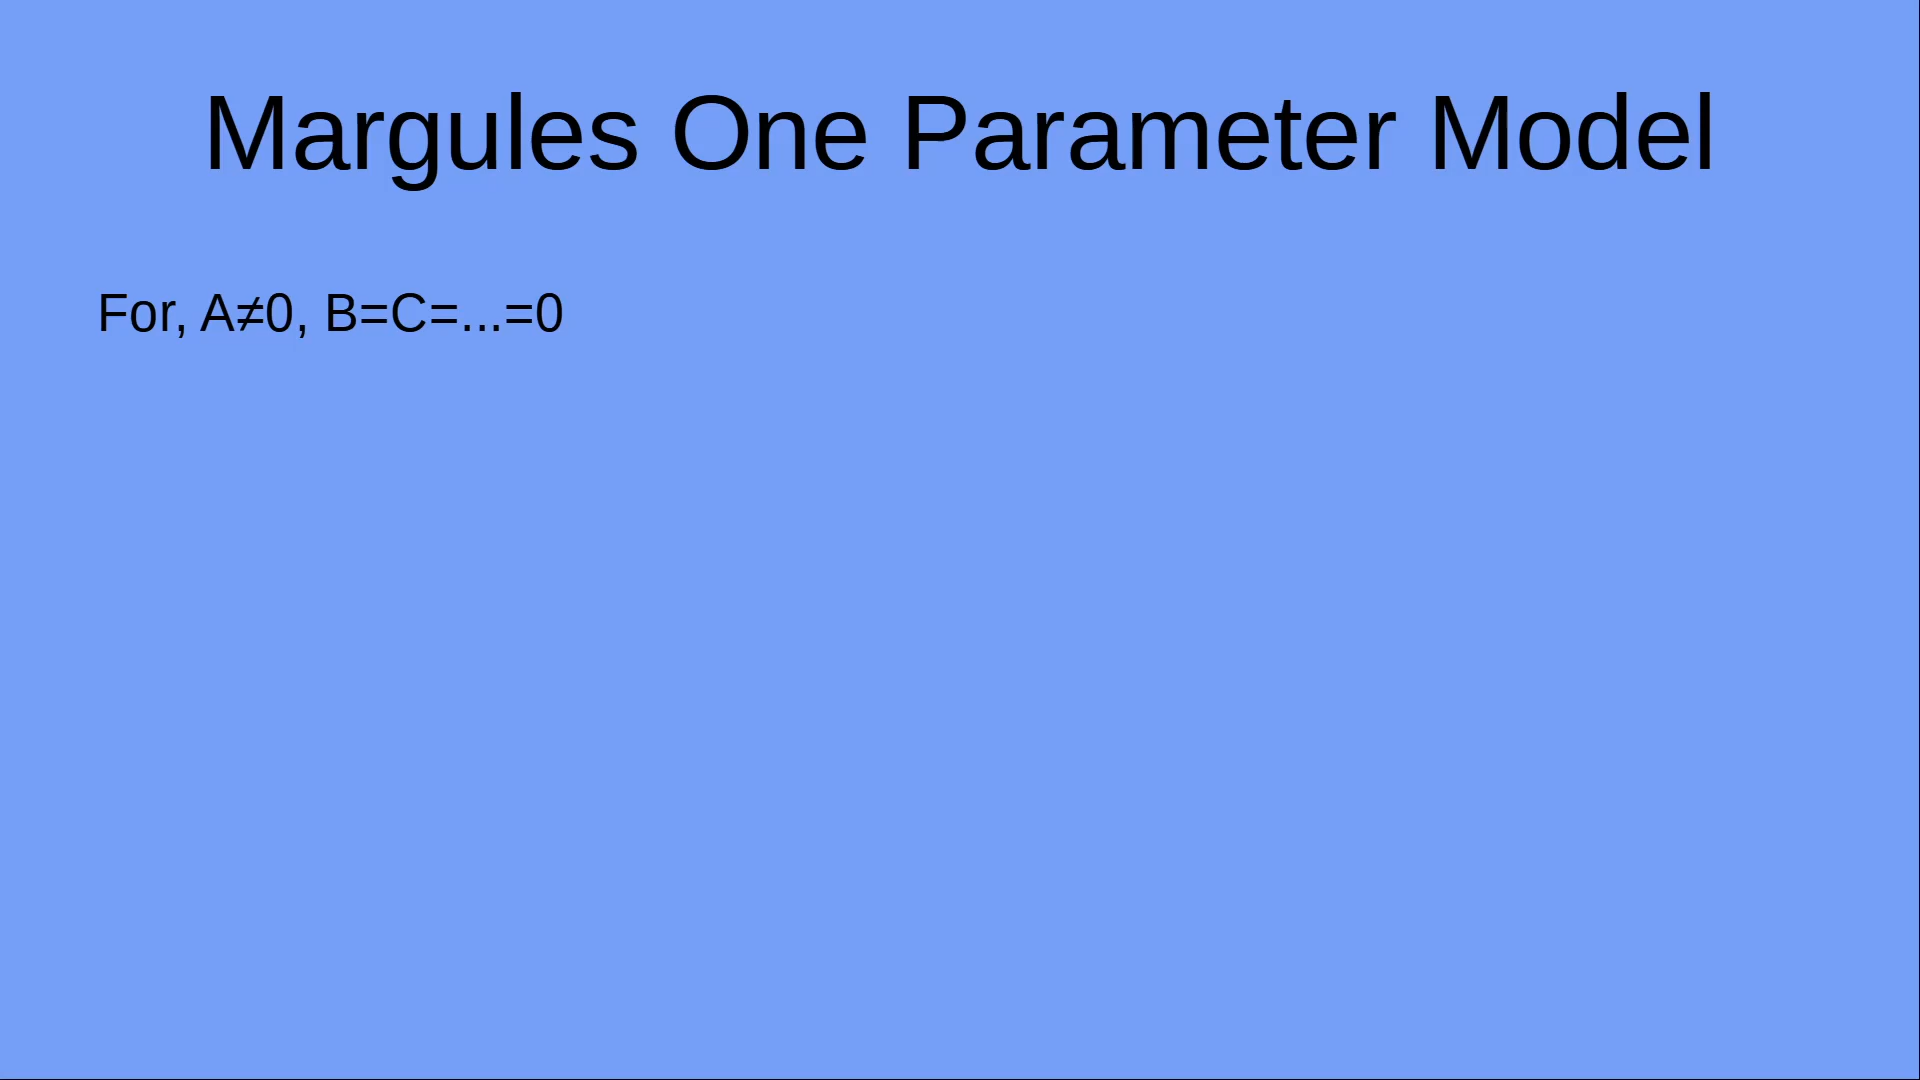 Margules One Parameter Model
For, A≠0, B=C=...=0